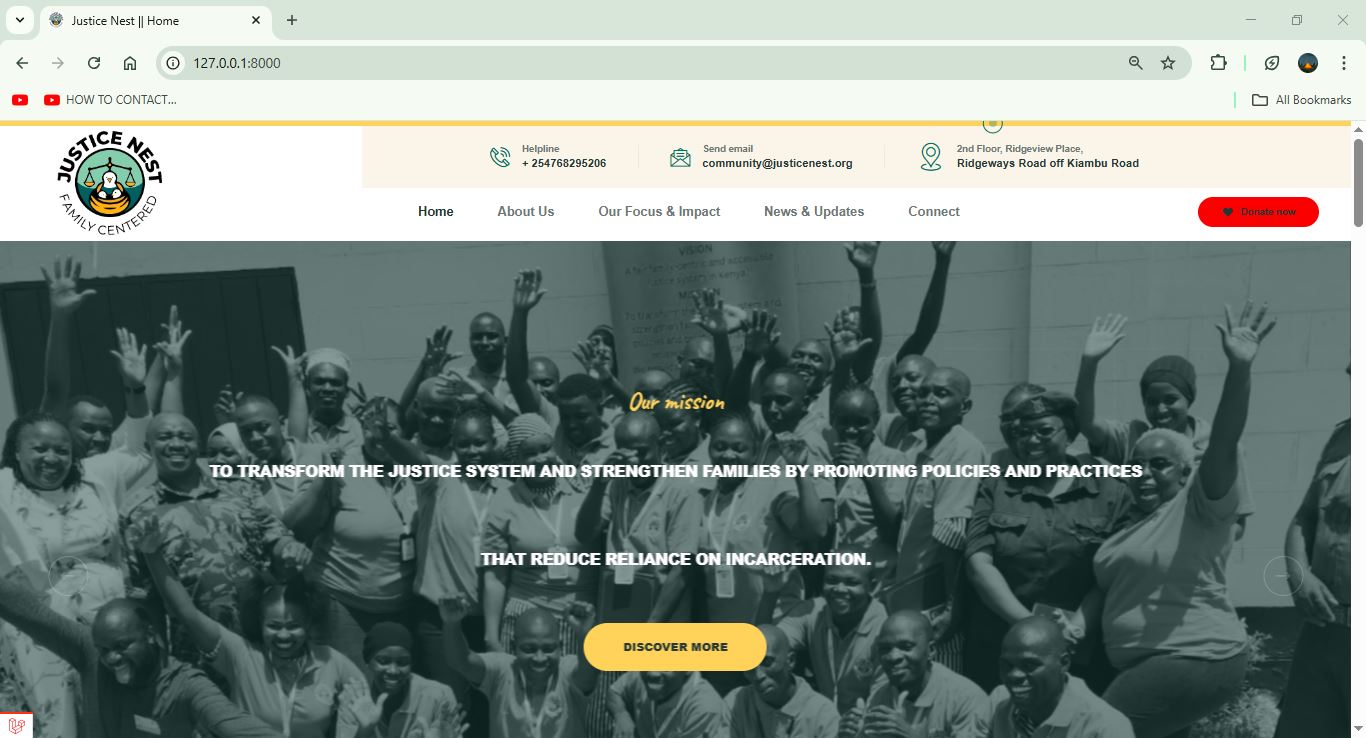 Justice Nest || Home
127.0.0.1:8000
HOW TO CONTACT...
All Bookmarks
JUSTICE NEST
FAMILY CENTERED
Helpline
+ 254768295206
Send email
community@justicenest.org
2nd Floor, Ridgeview Place,
Ridgeways Road off Kiambu Road
Home
About Us
Our Focus & Impact
News & Updates
Connect
Donate now
VISION
A fair family-centric and accessible
justice system in Kenya.
MISSION
Our mission
TO TRANSFORM THE JUSTICE SYSTEM AND STRENGTHEN FAMILIES BY PROMOTING POLICIES AND PRACTICES
THAT REDUCE RELIANCE ON INCARCERATION.
DISCOVER MORE